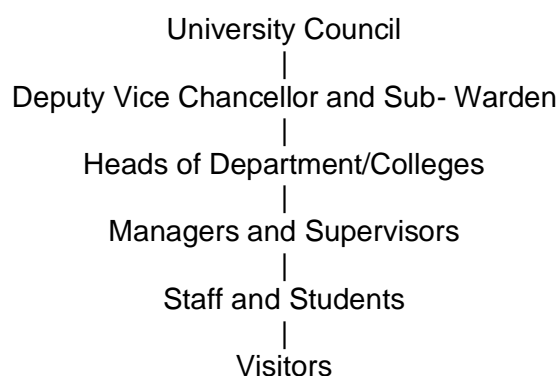 University Council
|
Deputy Vice Chancellor and Sub- Warden
|
Heads of Department/Colleges
|
Managers and Supervisors
|
Staff and Students
|
Visitors